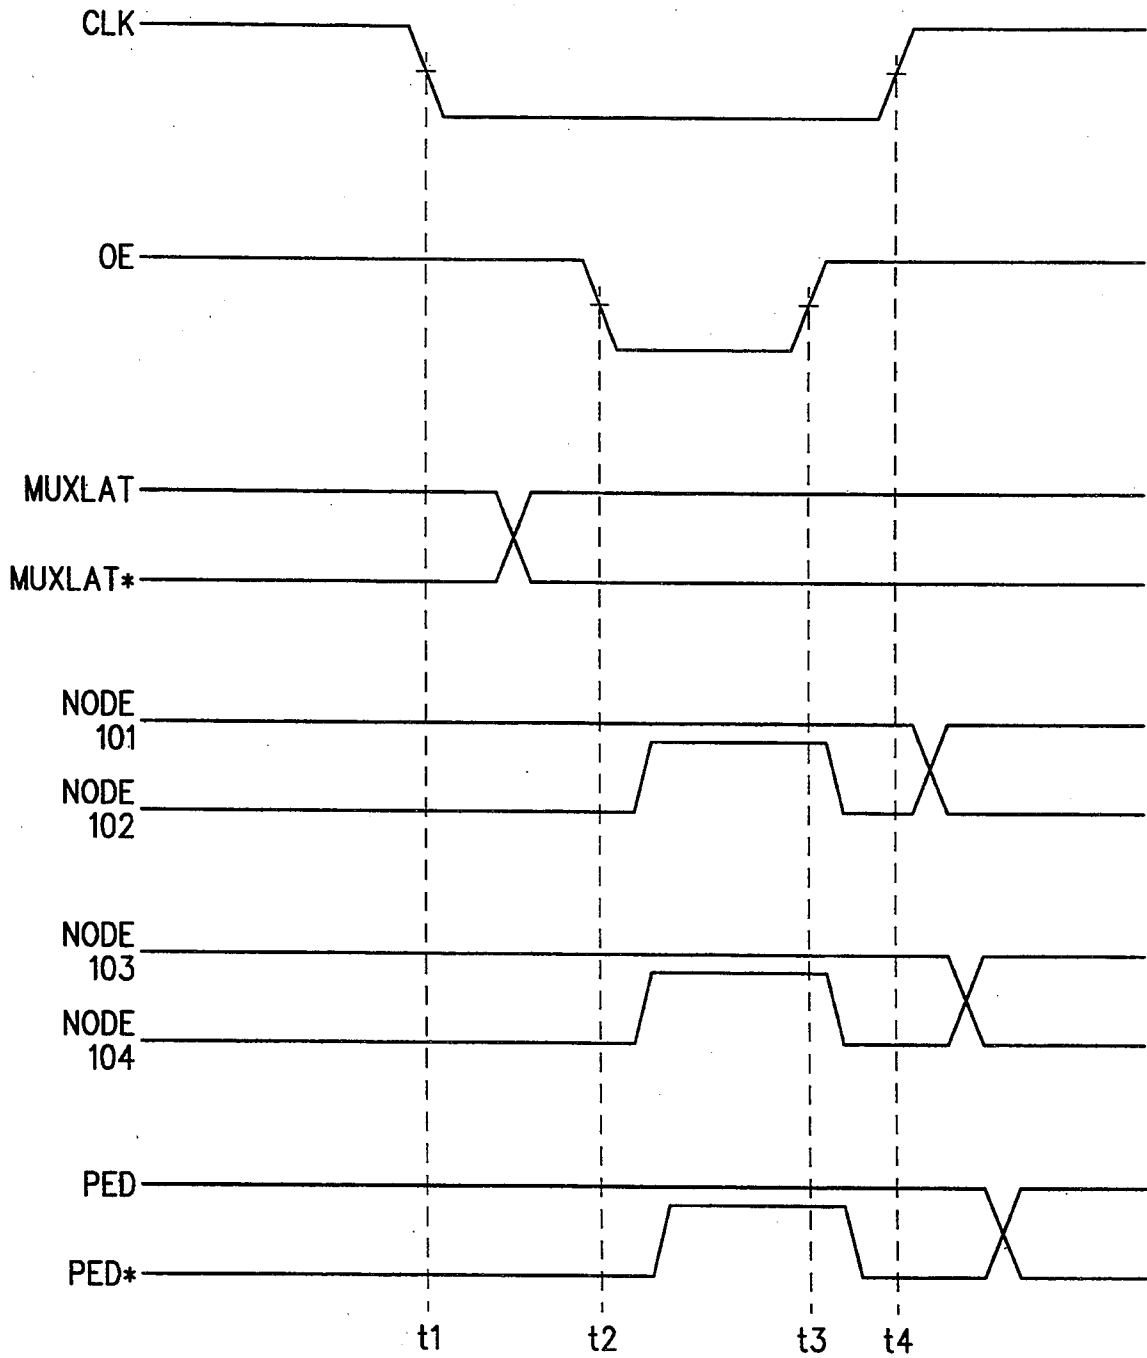 CLK
OE
MUXLAT
MUXLAT*
NODE
101
NODE
102
NODE
103
NODE
104
PED
PED*
t1 t2 t3 t4